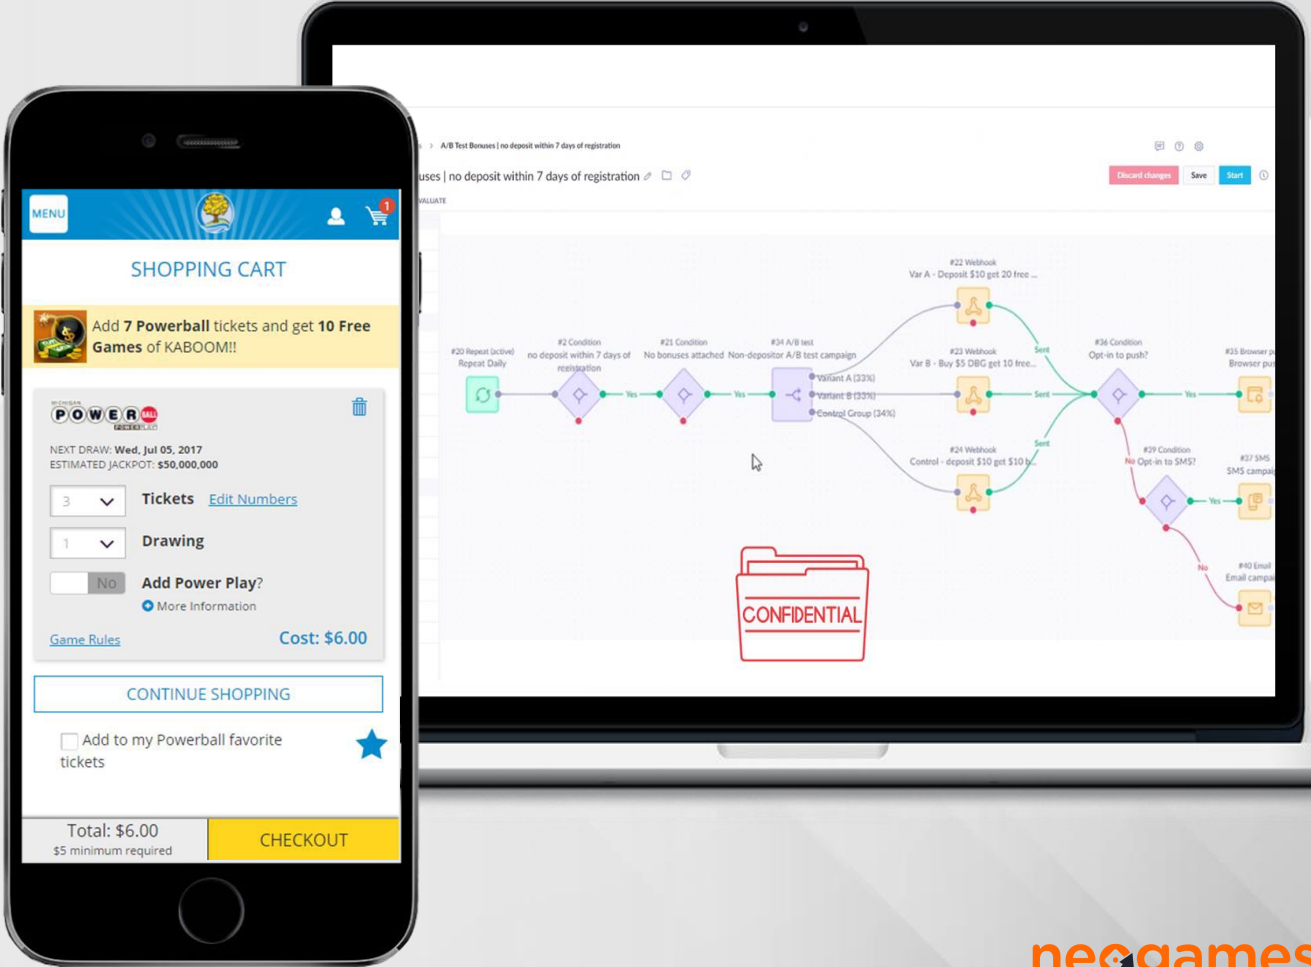 MENU
1
SHOPPING CART
Add 7 Powerball tickets and get 10 Free
Games of KABOOM!!
MICHIGAN
POWERBALL
POWERPLAY
NEXT DRAW: Wed, Jul 05, 2017
ESTIMATED JACKPOT: $50,000,000
3 Tickets Edit Numbers
1 Drawing
No Add Power Play?
More Information
Game Rules Cost: $6.00
CONTINUE SHOPPING
Add to my Powerball favorite
tickets
Total: $6.00
$5 minimum required
CHECKOUT
A/B Test Bonuses | no deposit within 7 days of registration
uses | no deposit within 7 days of registration
Discard changes Save Start
VALUATE
#20 Repeat (active)
Repeat Daily
#2 Condition
no deposit within 7 days of
registration
Yes
#21 Condition
No bonuses attached
Yes
#34 A/B test
Non-depositor A/B test campaign
Variant A (33%)
Variant B (33%)
Control Group (34%)
#22 Webhook
Var A - Deposit $10 get 20 free ...
Sent
#23 Webhook
Var B - Buy $5 DBG get 10 free...
Sent
#24 Webhook
Control - deposit $10 get $10 b...
Sent
#36 Condition
Opt-in to push?
Yes
No
#35 Browser pu
Browser pus
#39 Condition
Opt-in to SMS?
Yes
No
#37 SMS
SMS campai
#40 Email
Email campai
CONFIDENTIAL
neogames